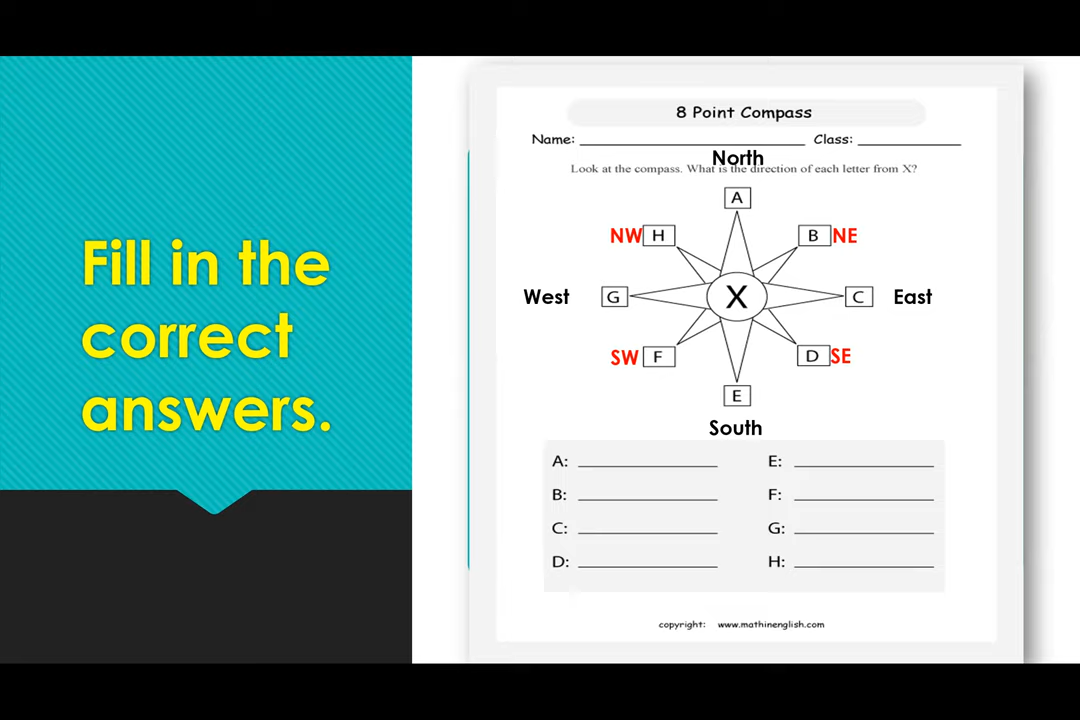 Fill in the
correct
answers.
8 Point Compass
Name: Class:
North
Look at the compass. What is the direction of each letter from X?
A
NW H B NE
West G X C East
SW F D SE
E
South
A: E:
B: F:
C: G:
D: H:
copyright: www.mathinenglish.com